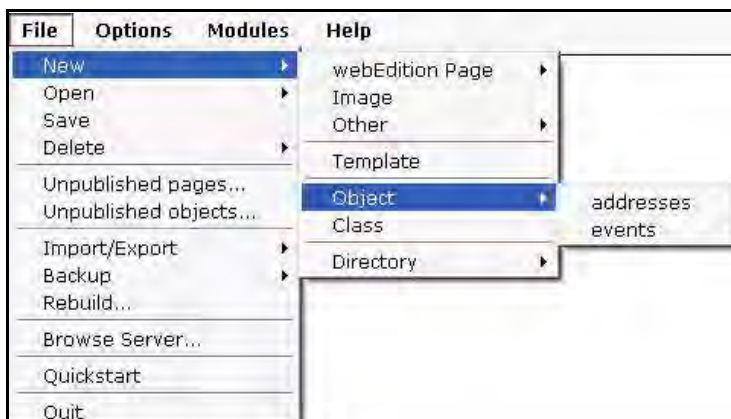 File Options Modules Help
New
Open
Save
Delete
Unpublished pages...
Unpublished objects...
Import/Export
Backup
Rebuild...
Browse Server...
Quickstart
Quit
webEdition Page
Image
Other
Template
Object
Class
Directory
addresses
events